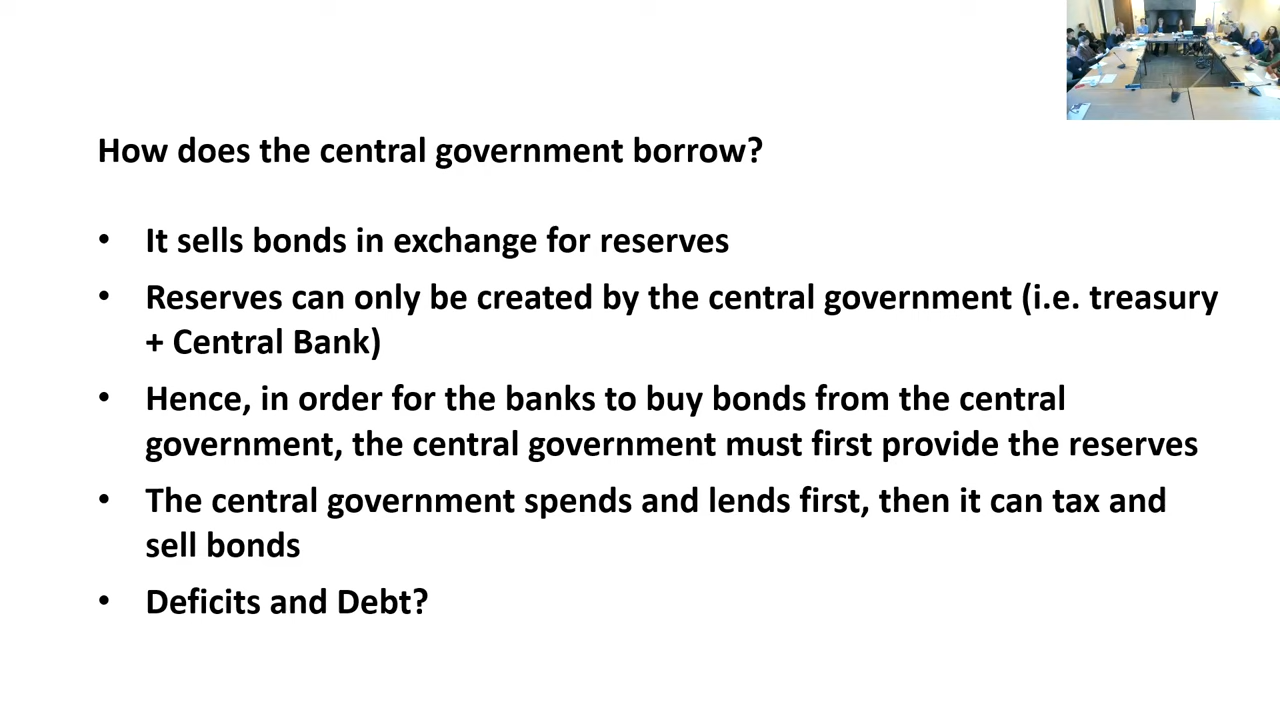 How does the central government borrow?
• It sells bonds in exchange for reserves
• Reserves can only be created by the central government (i.e. treasury
+ Central Bank)
• Hence, in order for the banks to buy bonds from the central
government, the central government must first provide the reserves
• The central government spends and lends first, then it can tax and
sell bonds
• Deficits and Debt?